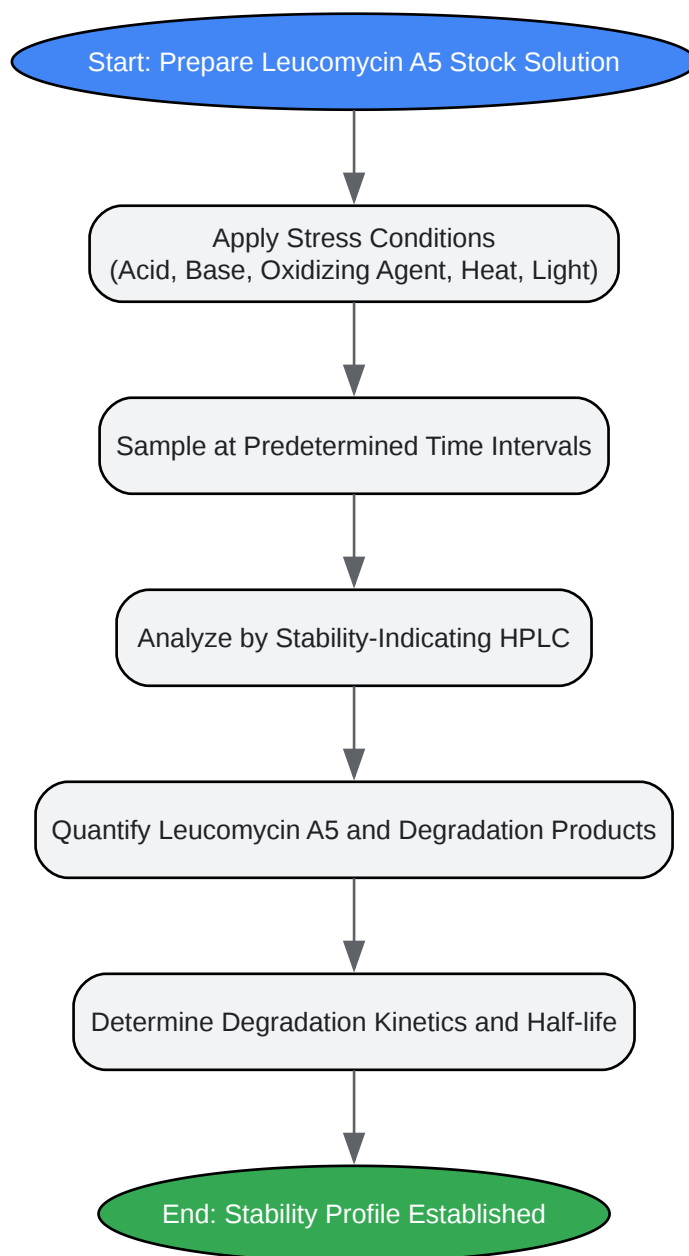 Start: Prepare Leucomycin A5 Stock Solution
Apply Stress Conditions
(Acid, Base, Oxidizing Agent, Heat, Light)
Sample at Predetermined Time Intervals
Analyze by Stability-Indicating HPLC
Quantify Leucomycin A5 and Degradation Products
Determine Degradation Kinetics and Half-life
End: Stability Profile Established